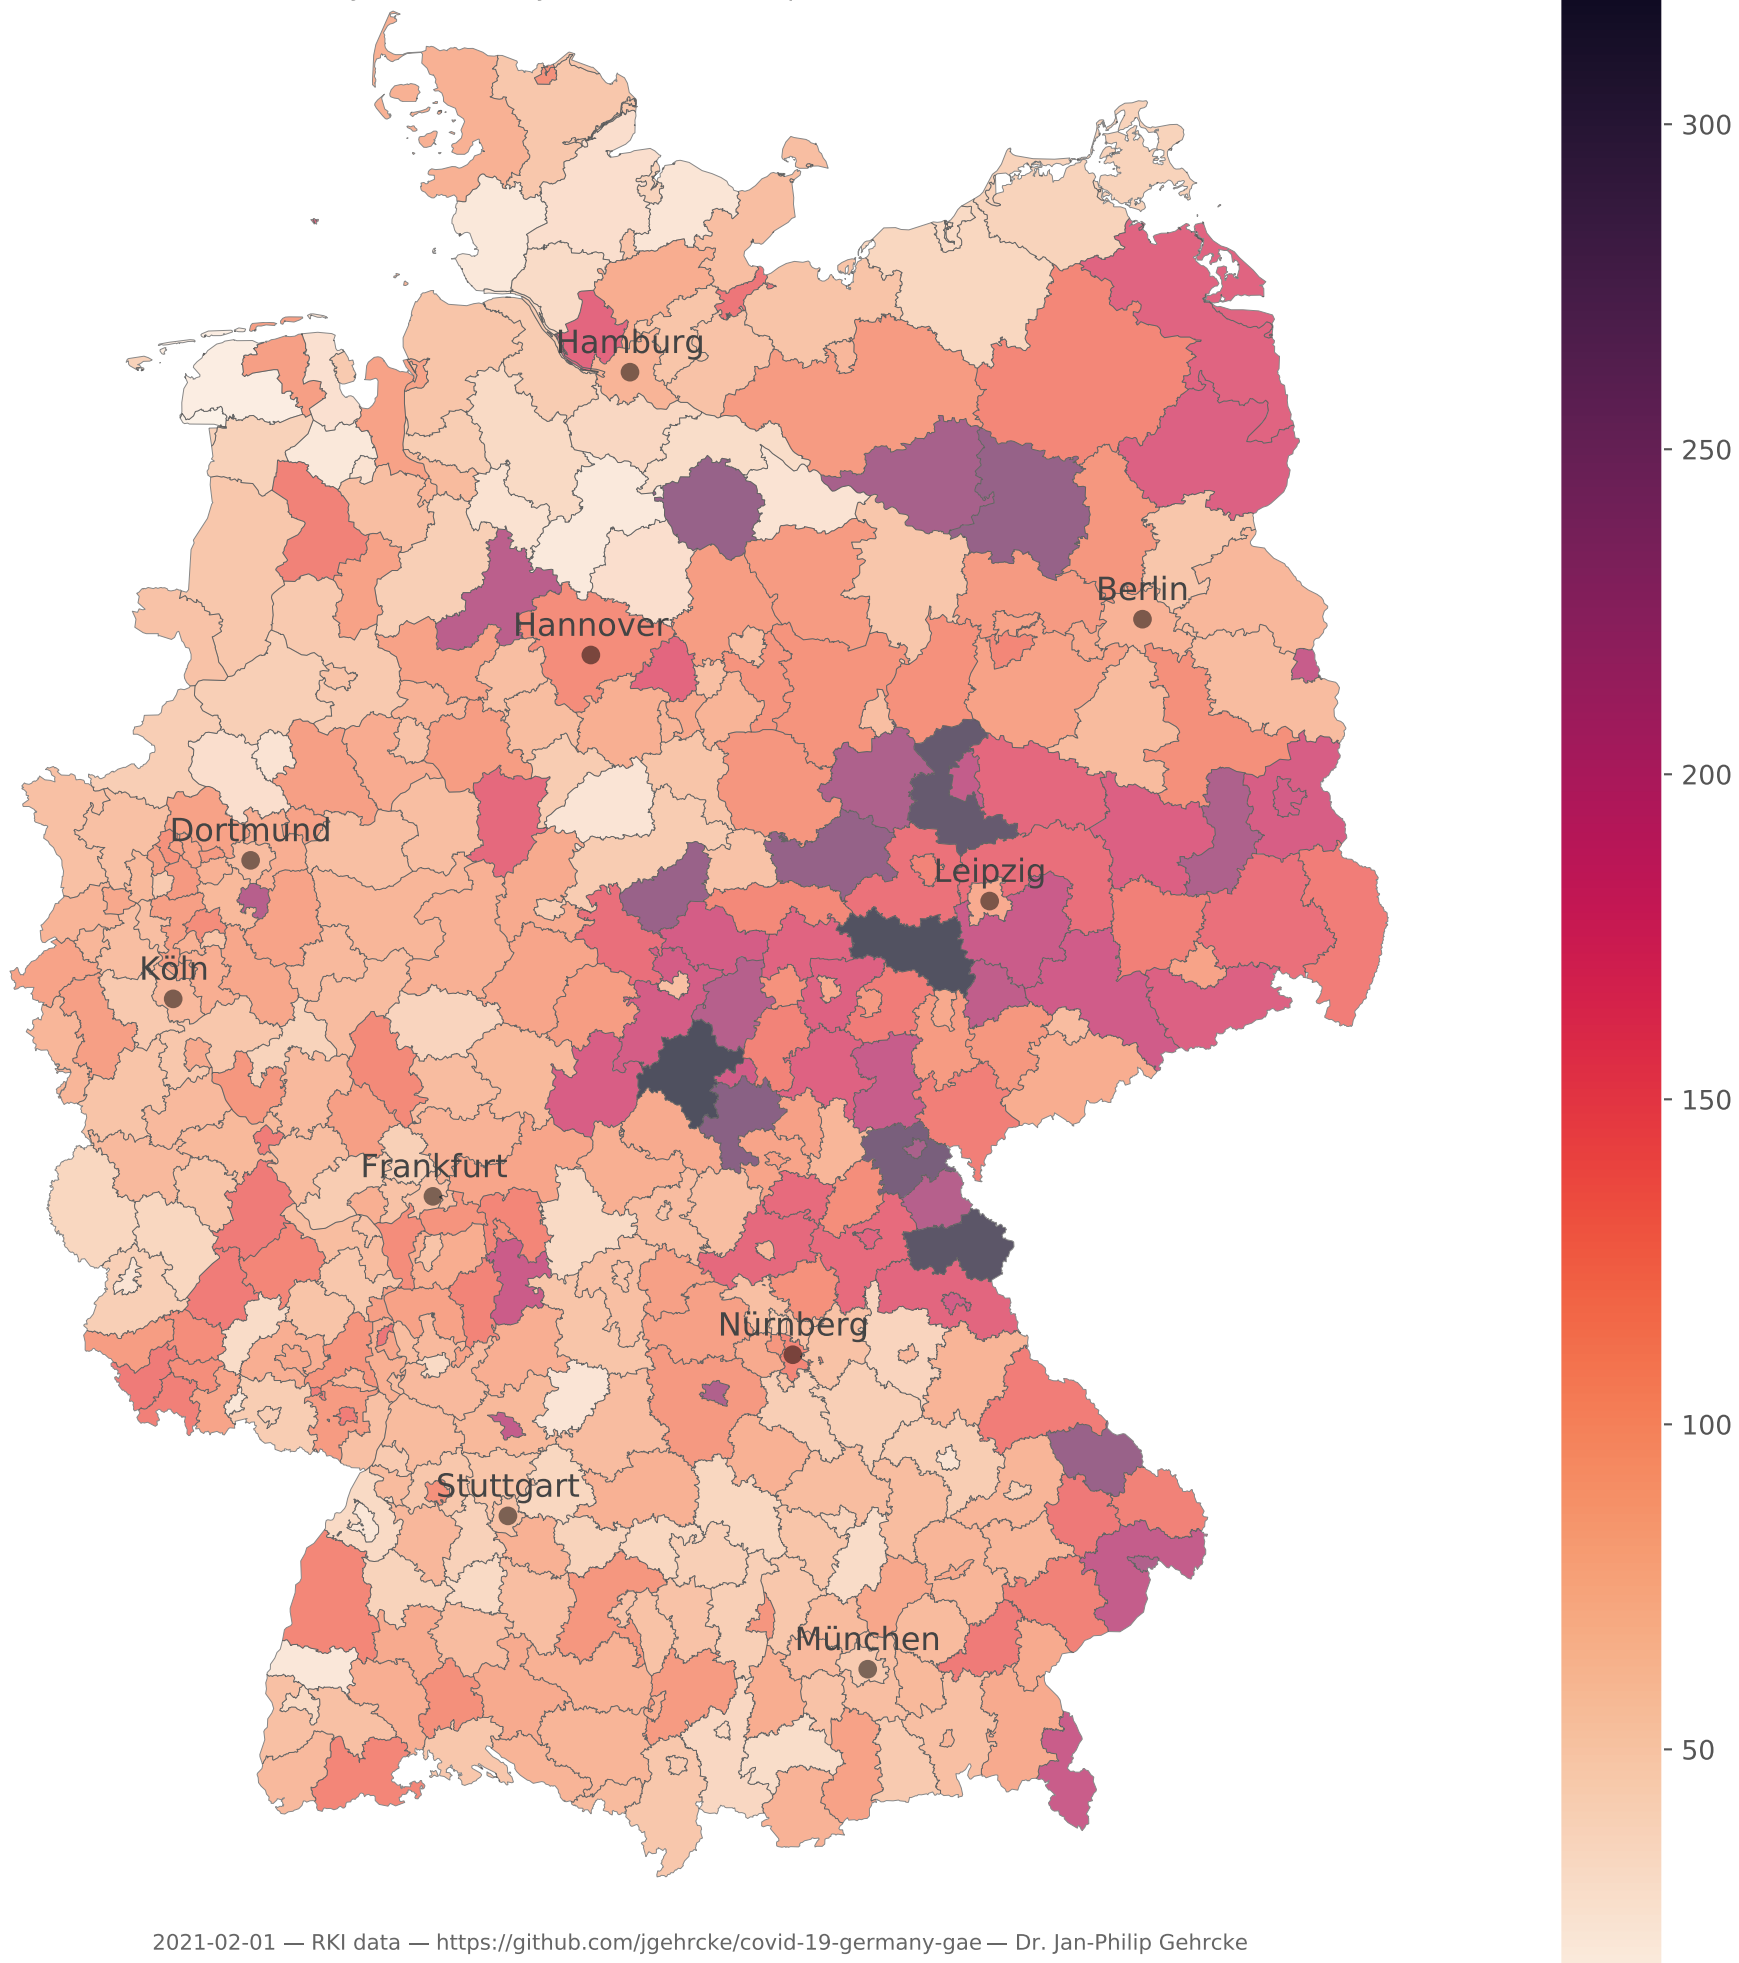 300
Hamburg
250
Berlin
Hannover
200
Dortmund
Leipzig
Köln
150
Frankfurt
Nürnberg
100
Stuttgart
München
50
2021-02-01 — RKI data — https://github.com/jgehrcke/covid-19-germany-gae — Dr. Jan-Philip Gehrcke